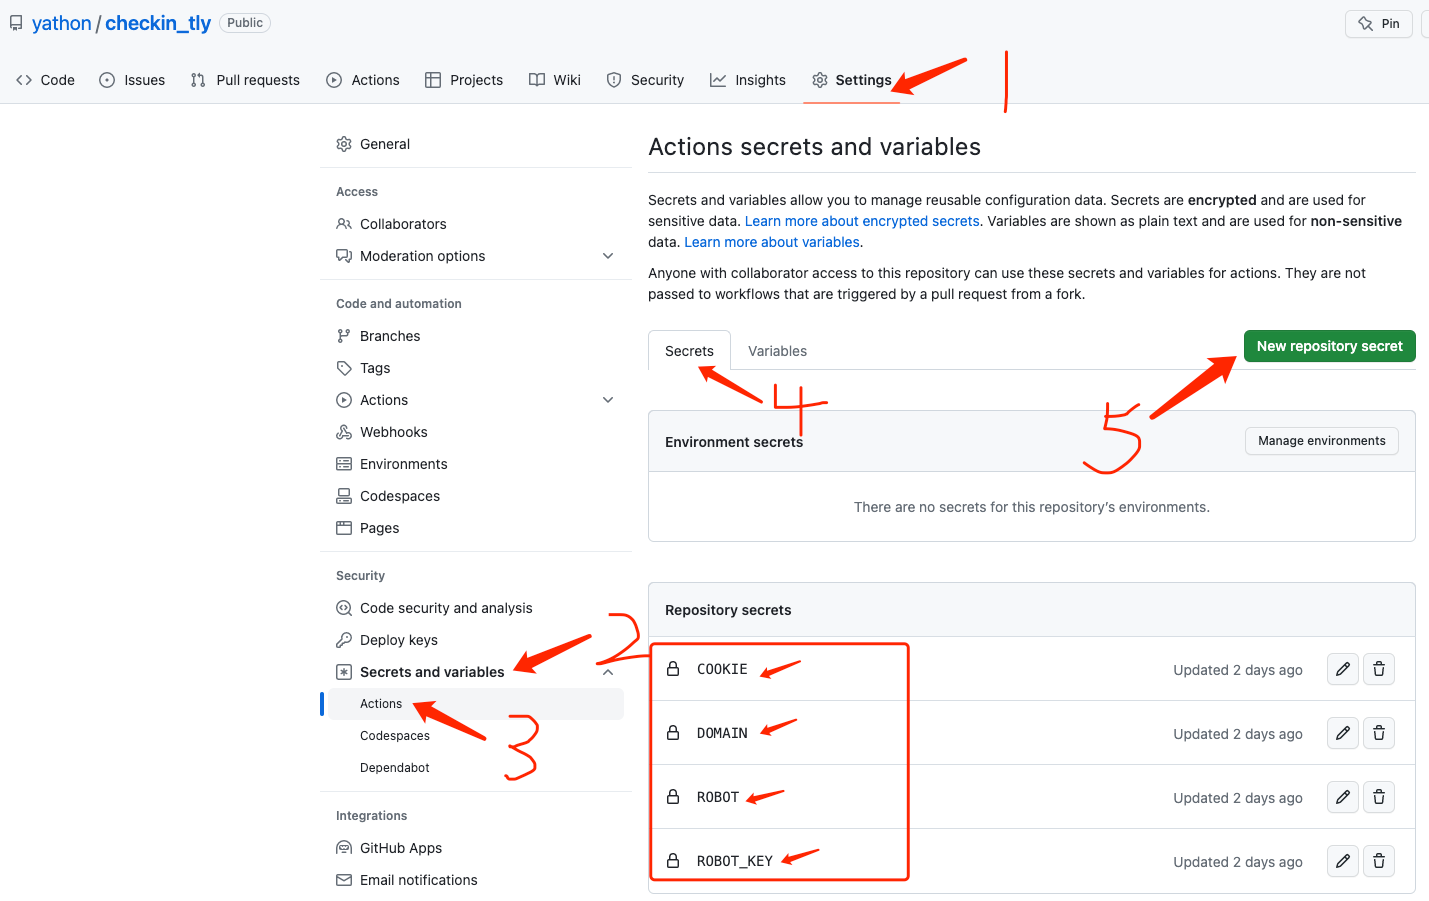 yathon / checkin_tly Public
Pin
Code Issues Pull requests Actions Projects Wiki Security Insights Settings
1
General
Access
Collaborators
Moderation options
Code and automation
Branches
Tags
Actions
Webhooks
Environments
Codespaces
Pages
Security
Code security and analysis
Deploy keys
Secrets and variables
2
Actions
3
Codespaces
Dependabot
Integrations
GitHub Apps
Email notifications
Actions secrets and variables
Secrets and variables allow you to manage reusable configuration data. Secrets are encrypted and are used for
sensitive data. Learn more about encrypted secrets. Variables are shown as plain text and are used for non-sensitive
data. Learn more about variables.
Anyone with collaborator access to this repository can use these secrets and variables for actions. They are not
passed to workflows that are triggered by a pull request from a fork.
Secrets Variables
New repository secret
4
5
Environment secrets
Manage environments
There are no secrets for this repository's environments.
Repository secrets
COOKIE Updated 2 days ago
DOMAIN Updated 2 days ago
ROBOT Updated 2 days ago
ROBOT_KEY Updated 2 days ago